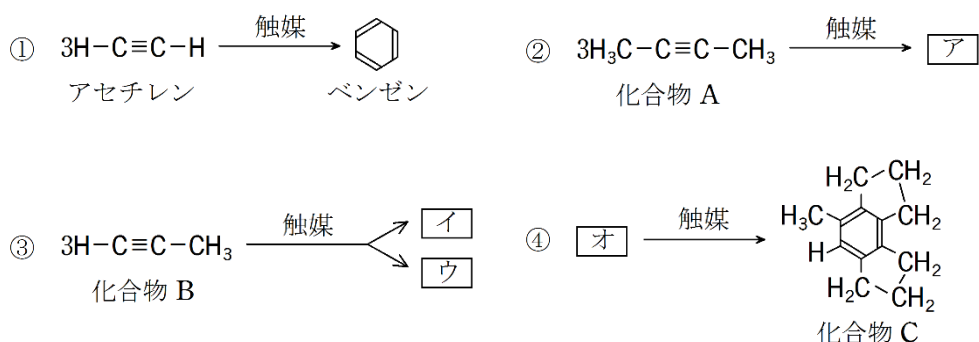 ① 3H－C≡C－H 触媒
アセチレン ベンゼン
② 3H₃C－C≡C－CH₃ 触媒 ア
化合物 A
③ 3H－C≡C－CH₃ 触媒 イ
ウ
化合物 B
④ オ 触媒
H₂C CH₂
H₃C CH₂
H CH₂
H₂C CH₂
化合物 C